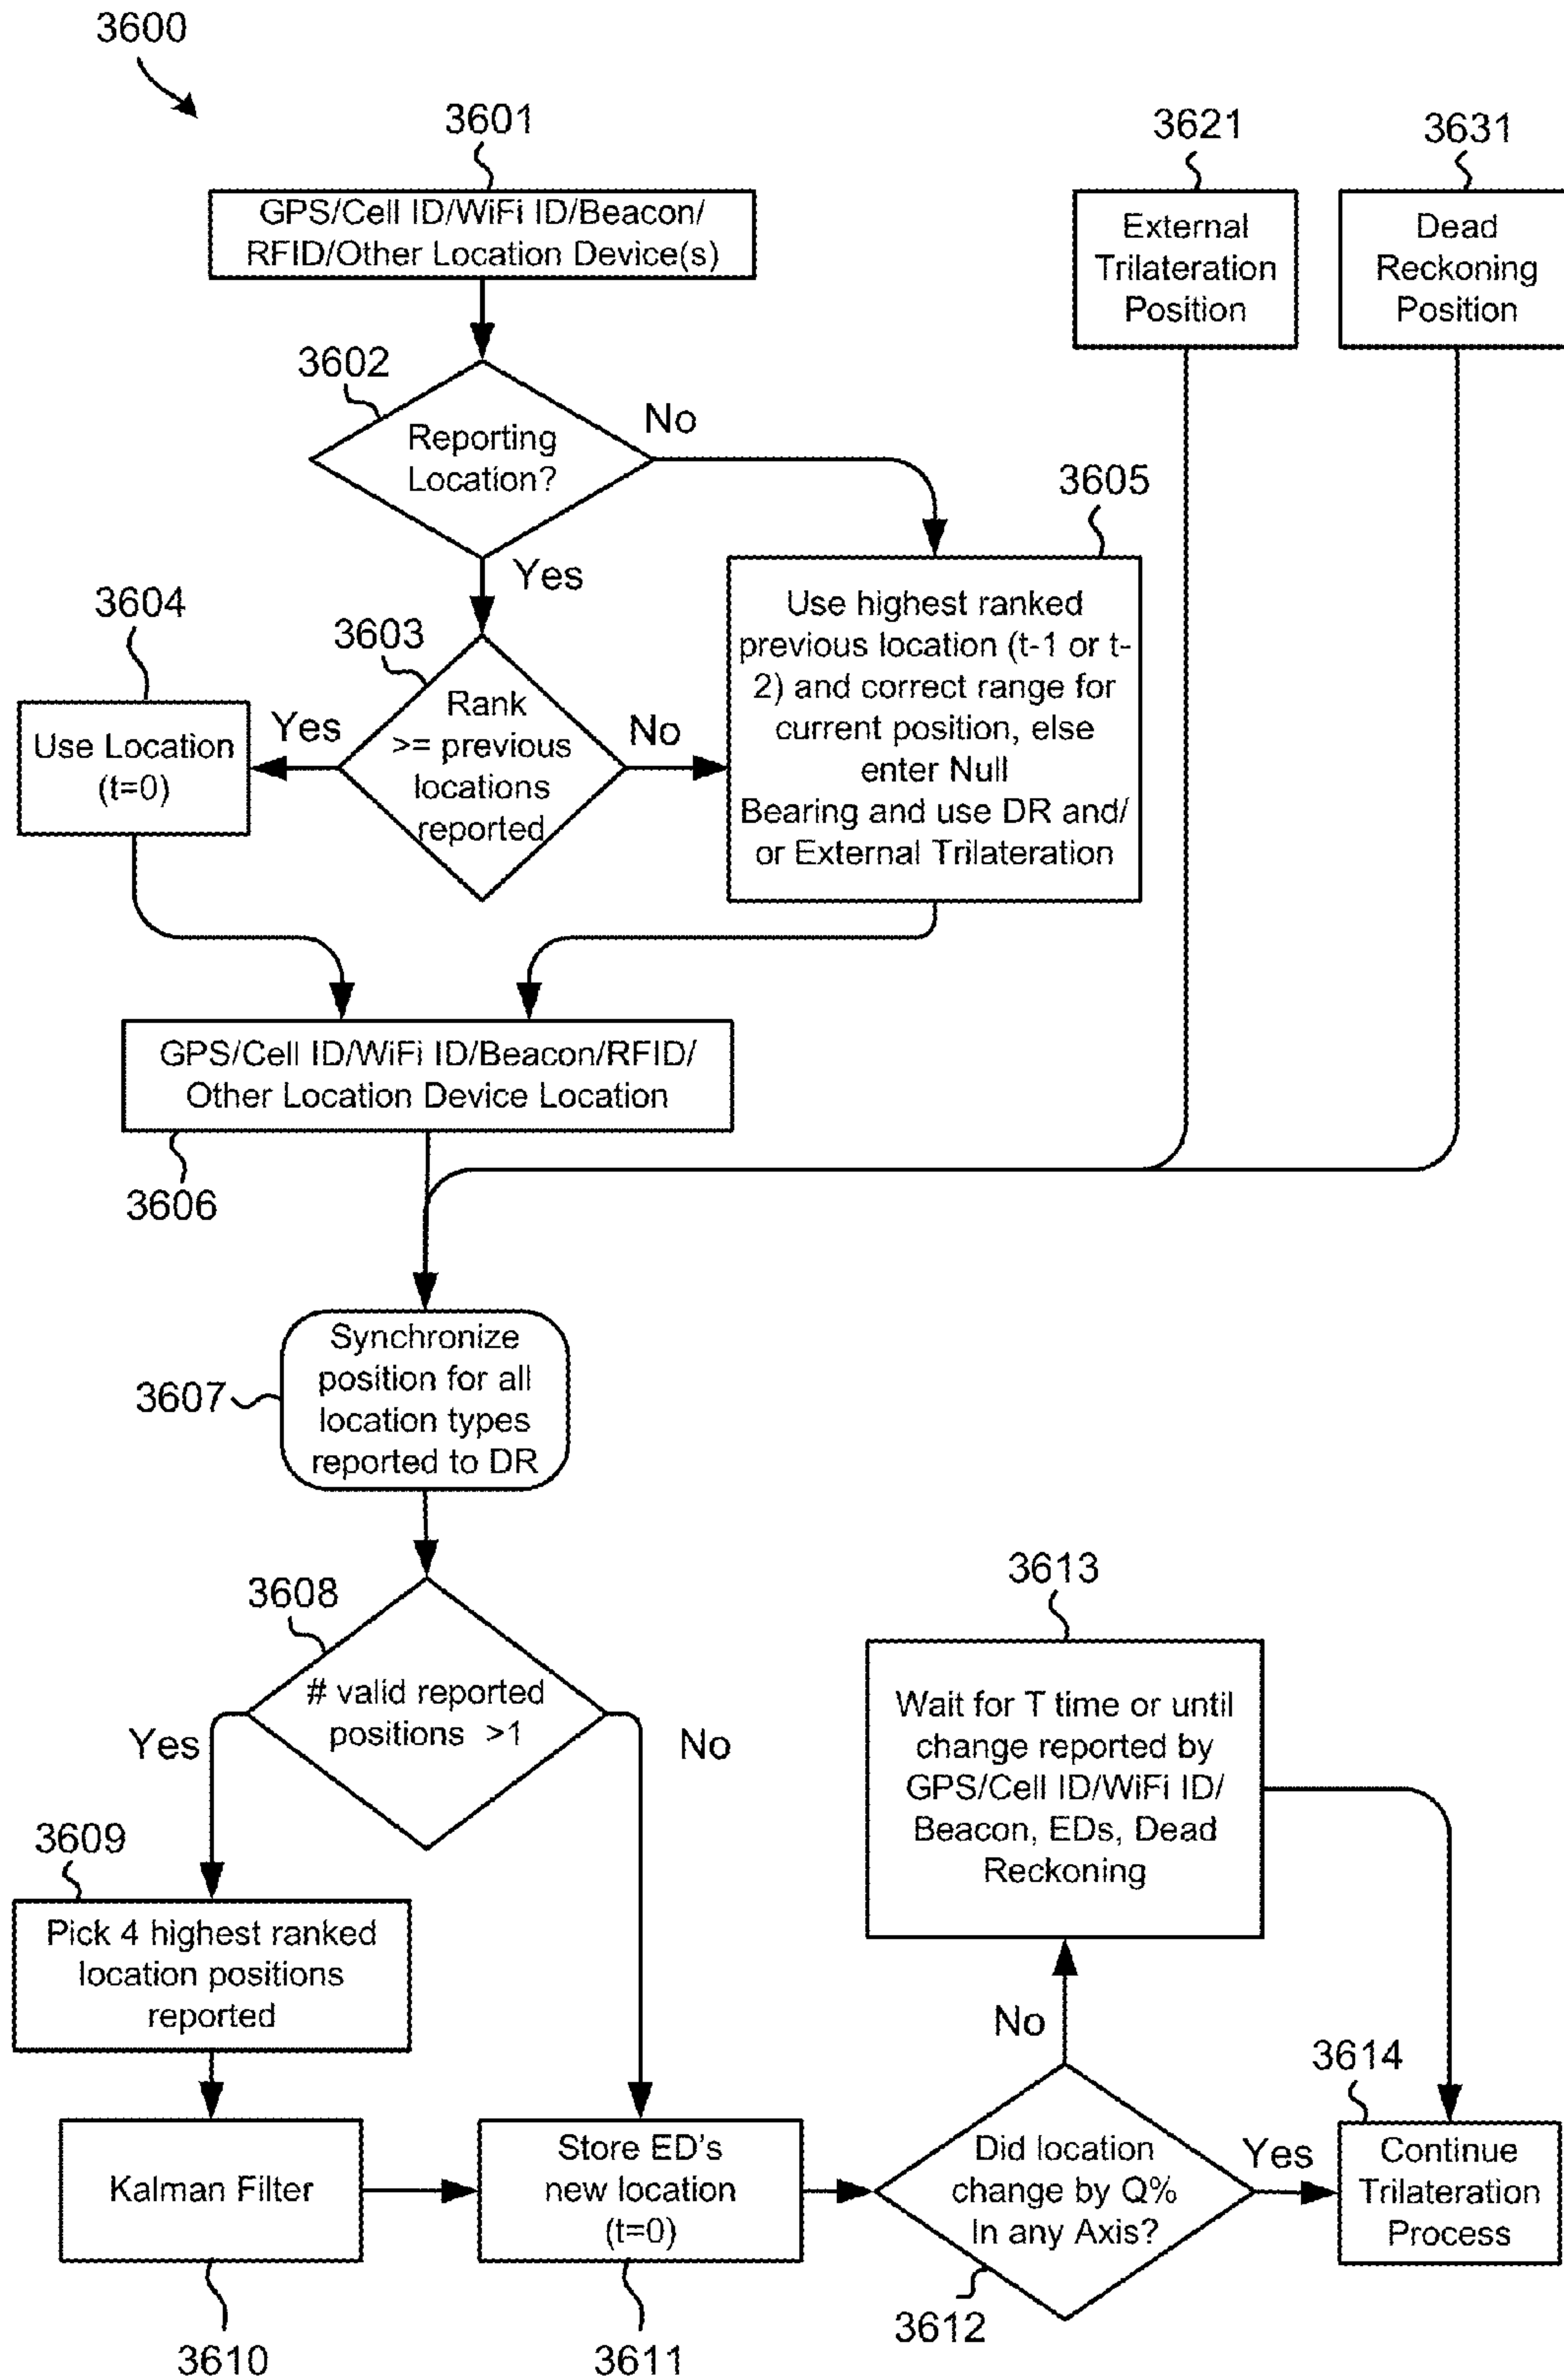 3600
3601
3621
3631
GPS/Cell ID/WiFi ID/Beacon/
RFID/Other Location Device(s)
External
Trilateration
Position
Dead
Reckoning
Position
3602
Reporting
Location?
No
Yes
3605
Use highest ranked
previous location (t-1 or t-
2) and correct range for
current position, else
enter Null
Bearing and use DR and/
or External Trilateration
3604
Use Location
(t=0)
3603
Yes
Rank
>= previous
locations
reported
No
GPS/Cell ID/WiFi ID/Beacon/RFID/
Other Location Device Location
3606
3607
Synchronize
position for all
location types
reported to DR
3608
# valid reported
positions >1
Yes
No
3609
Pick 4 highest ranked
location positions
reported
3613
Wait for T time or until
change reported by
GPS/Cell ID/WiFi ID/
Beacon, EDs, Dead
Reckoning
No
Kalman Filter
3610
Store ED's
new location
(t=0)
3611
Did location
change by Q%
In any Axis?
3612
Yes
3614
Continue
Trilateration
Process